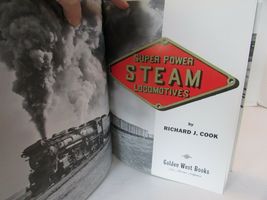 SUPER POWER
STEAM
LOCOMOTIVES
by
RICHARD J. COOK
Golden West Books